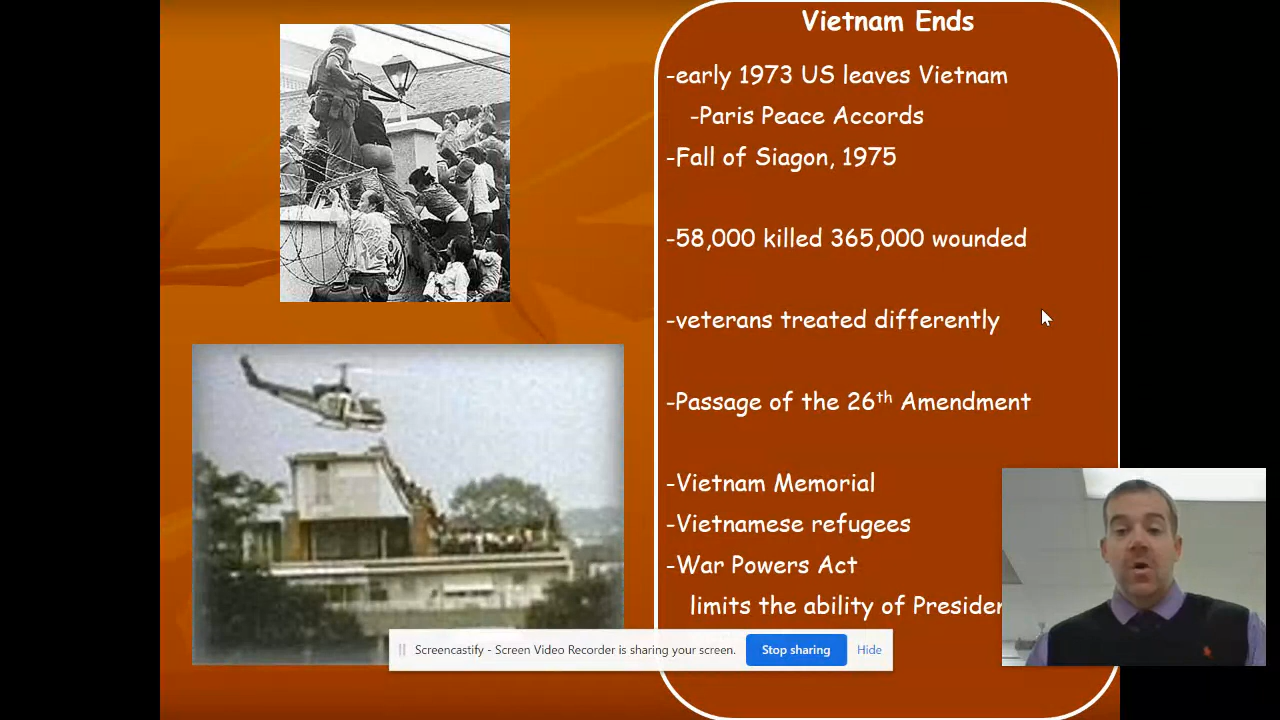 Vietnam Ends
-early 1973 US leaves Vietnam
-Paris Peace Accords
-Fall of Siagon, 1975
-58,000 killed 365,000 wounded
-veterans treated differently
-Passage of the 26th Amendment
-Vietnam Memorial
-Vietnamese refugees
-War Powers Act
limits the ability of
Screencastify - Screen Video Recorder is sharing your screen.
Stop sharing
Hide